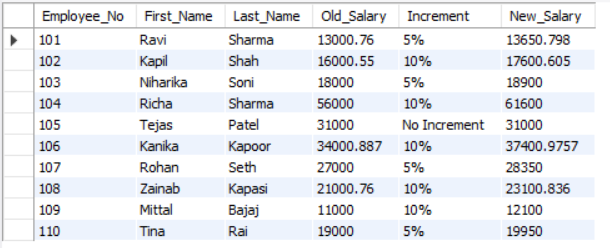 Employee_No First_Name Last_Name Old_Salary Increment New_Salary
101 Ravi Sharma 13000.76 5% 13650.798
102 Kapil Shah 16000.55 10% 17600.605
103 Niharika Soni 18000 5% 18900
104 Richa Sharma 56000 10% 61600
105 Tejas Patel 31000 No Increment 31000
106 Kanika Kapoor 34000.887 10% 37400.9757
107 Rohan Seth 27000 5% 28350
108 Zainab Kapasi 21000.76 10% 23100.836
109 Mittal Bajaj 11000 10% 12100
110 Tina Rai 19000 5% 19950